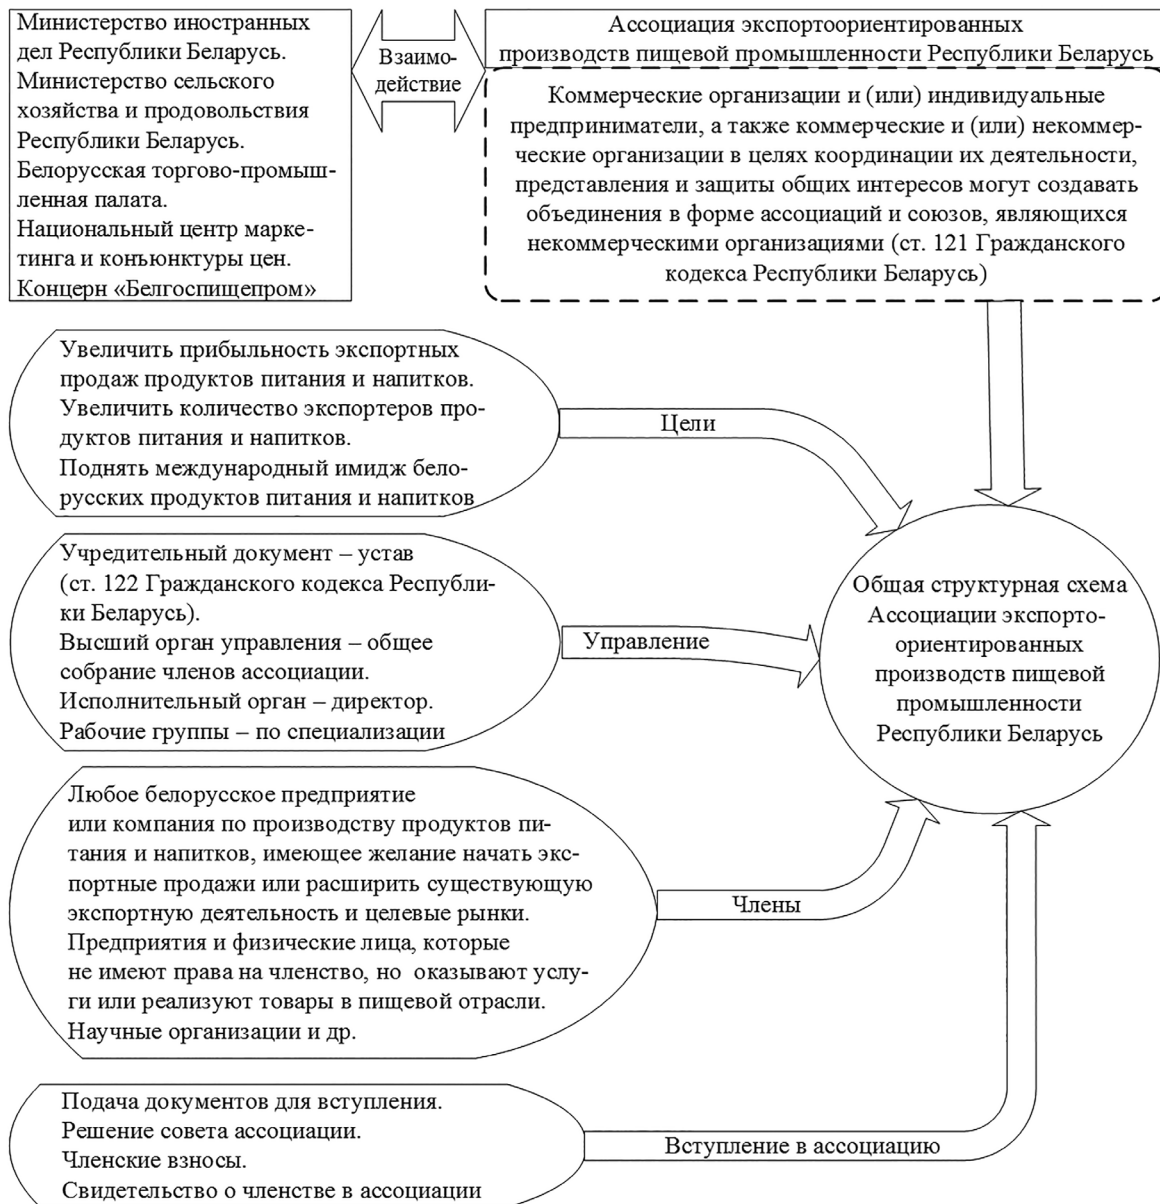 Министерство иностранных
дел Республики Беларусь.
Министерство сельского
хозяйства и продовольствия
Республики Беларусь.
Белорусская торгово-промыш-
ленная палата.
Национальный центр марке-
тинга и конъюнктуры цен.
Концерн «Белгоспищепром»
Взаимо-
действие
Ассоциация экспортоориентированных
производств пищевой промышленности Республики Беларусь
Коммерческие организации и (или) индивидуальные
предприниматели, а также коммерческие и (или) некоммер-
ческие организации в целях координации их деятельности,
представления и защиты общих интересов могут создавать
объединения в форме ассоциаций и союзов, являющихся
некоммерческими организациями (ст. 121 Гражданского
кодекса Республики Беларусь)
Увеличить прибыльность экспортных
продаж продуктов питания и напитков.
Увеличить количество экспортеров про-
дуктов питания и напитков.
Поднять международный имидж бело-
русских продуктов питания и напитков
Цели
Учредительный документ – устав
(ст. 122 Гражданского кодекса Республи-
ки Беларусь).
Высший орган управления – общее
собрание членов ассоциации.
Исполнительный орган – директор.
Рабочие группы – по специализации
Управление
Общая структурная схема
Ассоциации экспорто-
ориентированных
производств пищевой
промышленности
Республики Беларусь
Любое белорусское предприятие
или компания по производству продуктов пи-
тания и напитков, имеющее желание начать экс-
портные продажи или расширить существующую
экспортную деятельность и целевые рынки.
Предприятия и физические лица, которые
не имеют права на членство, но оказывают услу-
ги или реализуют товары в пищевой отрасли.
Научные организации и др.
Члены
Подача документов для вступления.
Решение совета ассоциации.
Членские взносы.
Свидетельство о членстве в ассоциации
Вступление в ассоциацию